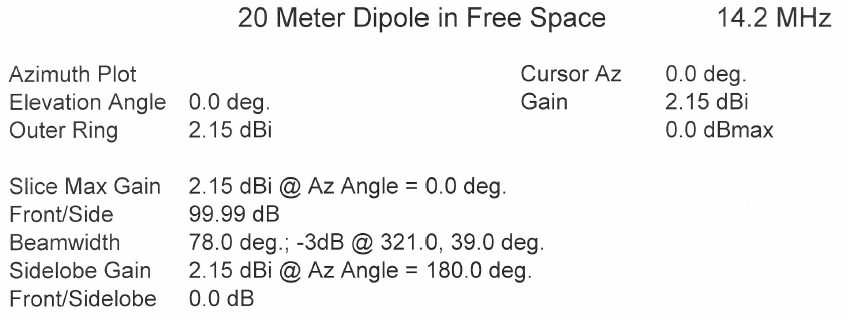 20 Meter Dipole in Free Space 14.2 MHz
Azimuth Plot Cursor Az 0.0 deg.
Elevation Angle 0.0 deg. Gain 2.15 dBi
Outer Ring 2.15 dBi 0.0 dBmax
Slice Max Gain 2.15 dBi @ Az Angle = 0.0 deg.
Front/Side 99.99 dB
Beamwidth 78.0 deg.; -3dB @ 321.0, 39.0 deg.
Sidelobe Gain 2.15 dBi @ Az Angle = 180.0 deg.
Front/Sidelobe 0.0 dB